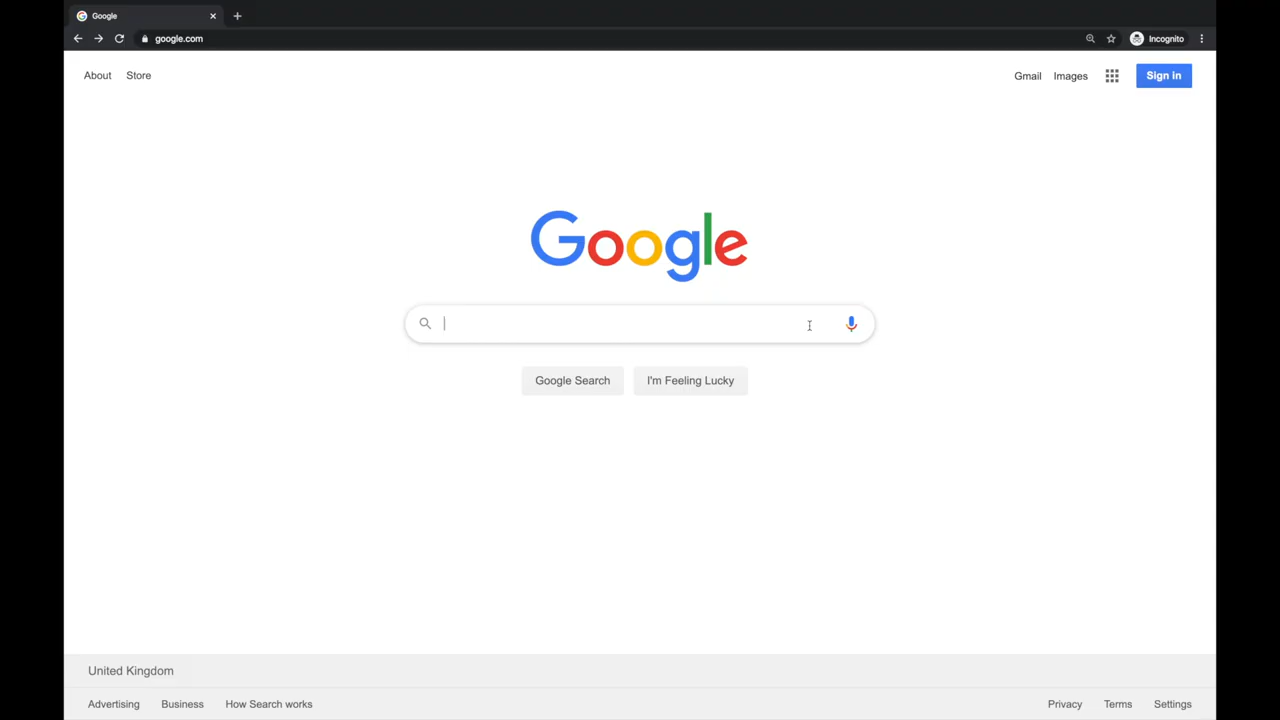 Google
google.com
Incognito
About Store
Gmail Images Sign in
Google
Google Search I'm Feeling Lucky
United Kingdom
Advertising Business How Search works
Privacy Terms Settings